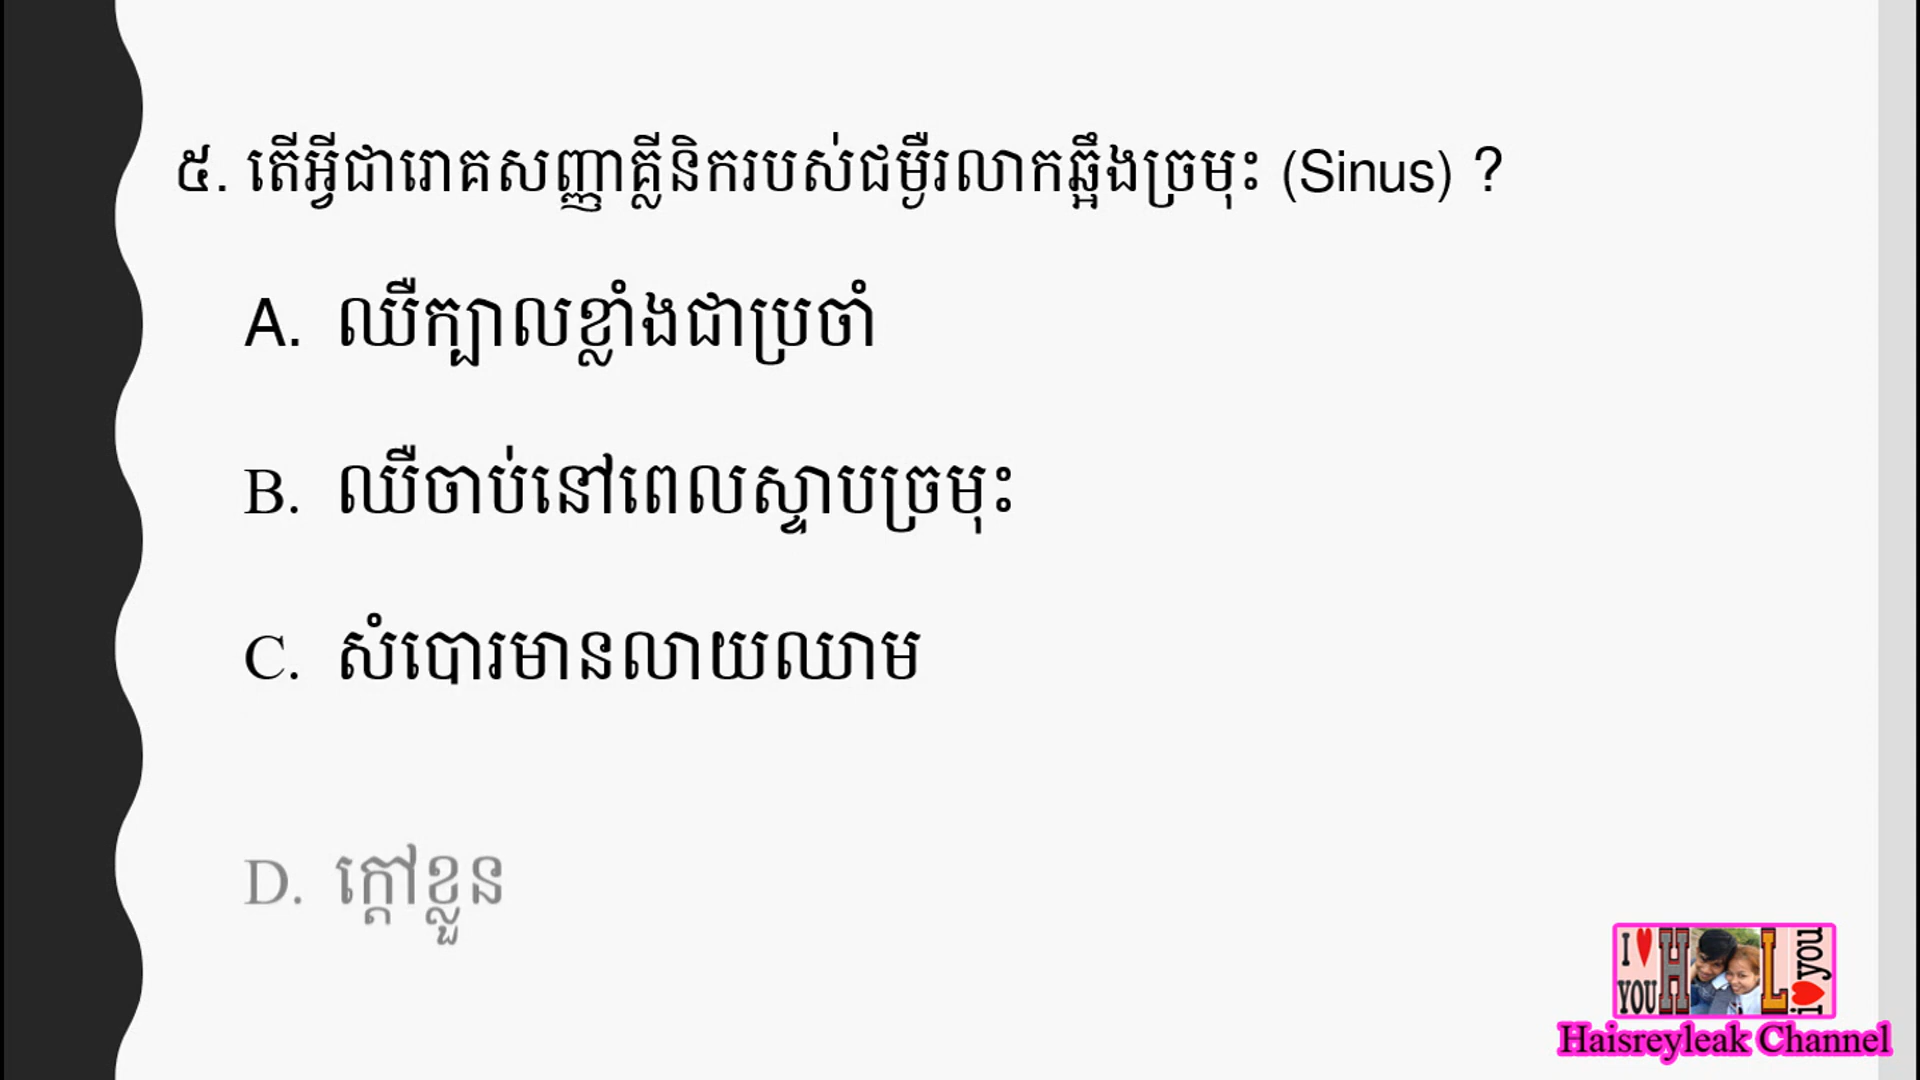 ៥. តើអ្វីជារោគសញ្ញាគ្លីនិករបស់ជម្ងឺរលាកឆ្អឹងច្រមុះ (Sinus) ?
A. ឈឺក្បាលខ្លាំងជាប្រចាំ
B. ឈឺចាប់នៅពេលស្ទាបច្រមុះ
C. សំបោរមានលាយឈាម
D. ក្តៅខ្លួន
I ♥ YOU H L i ♥ you
Haisreyleak Channel